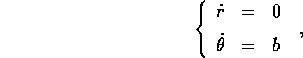 ṙ = 0
θ̇ = b ,